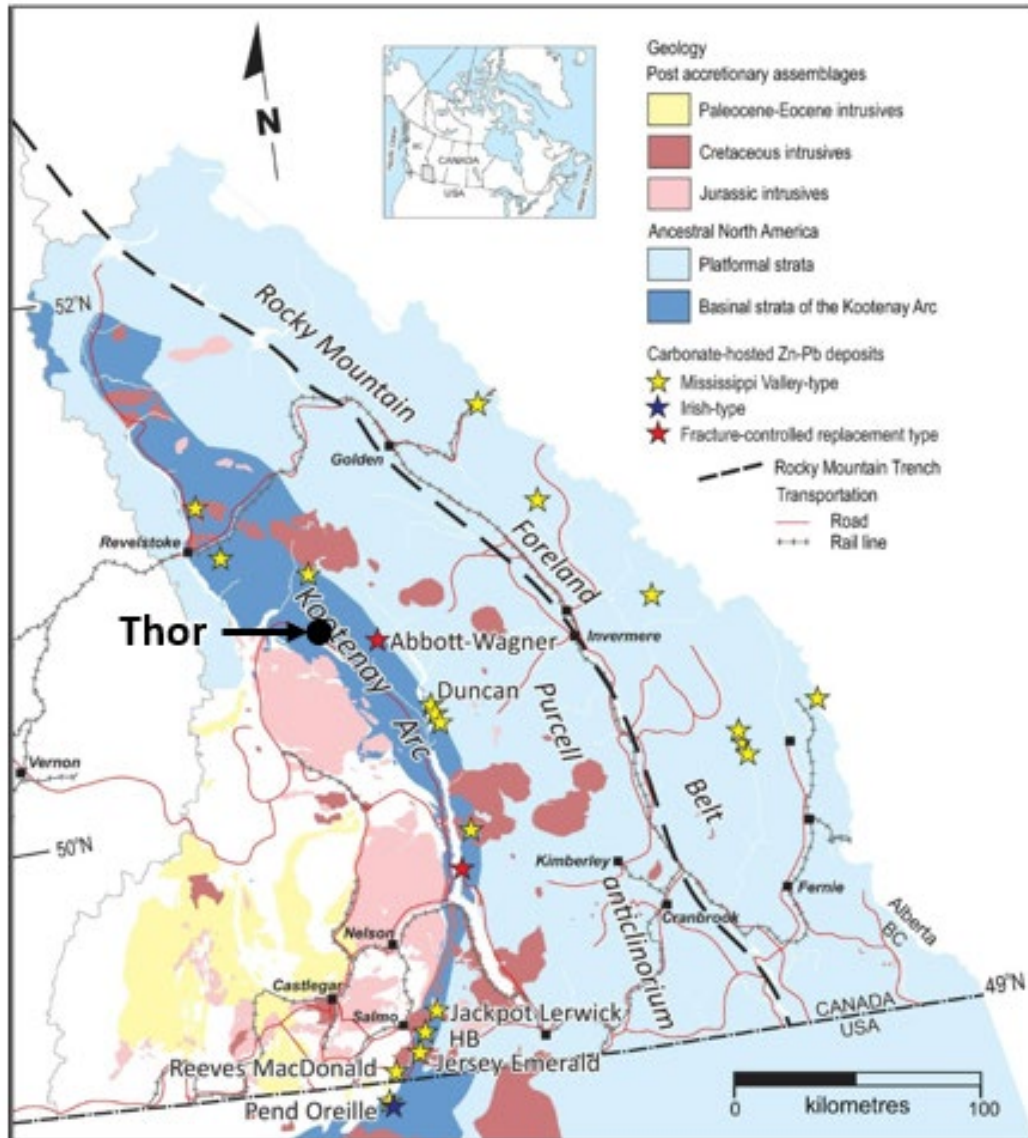 Geology
Post accretionary assemblages
Paleocene-Eocene intrusives
Cretaceous intrusives
Jurassic intrusives
Ancestral North America
Platformal strata
Basinal strata of the Kootenay Arc
Carbonate-hosted Zn-Pb deposits
Mississippi Valley-type
Irish-type
Fracture-controlled replacement type
Rocky Mountain Trench
Transportation
Road
Rail line
N
BC
CANADA
USA
52°N
Rocky Mountain
Golden
Foreland
Revelstoke
Thor
Kootenay
Arc
Abbott-Wagner
Invermere
Duncan
Purcell
Belt
Vernon
50°N
Kimberley
anticlinorium
Cranbrook
Fernie
Alberta
BC
Nelson
Castlegar
Salmo
Jackpot Lerwick
HB
Jersey Emerald
Reeves MacDonald
Pend Oreille
CANADA
USA
49°N
0 100
kilometres